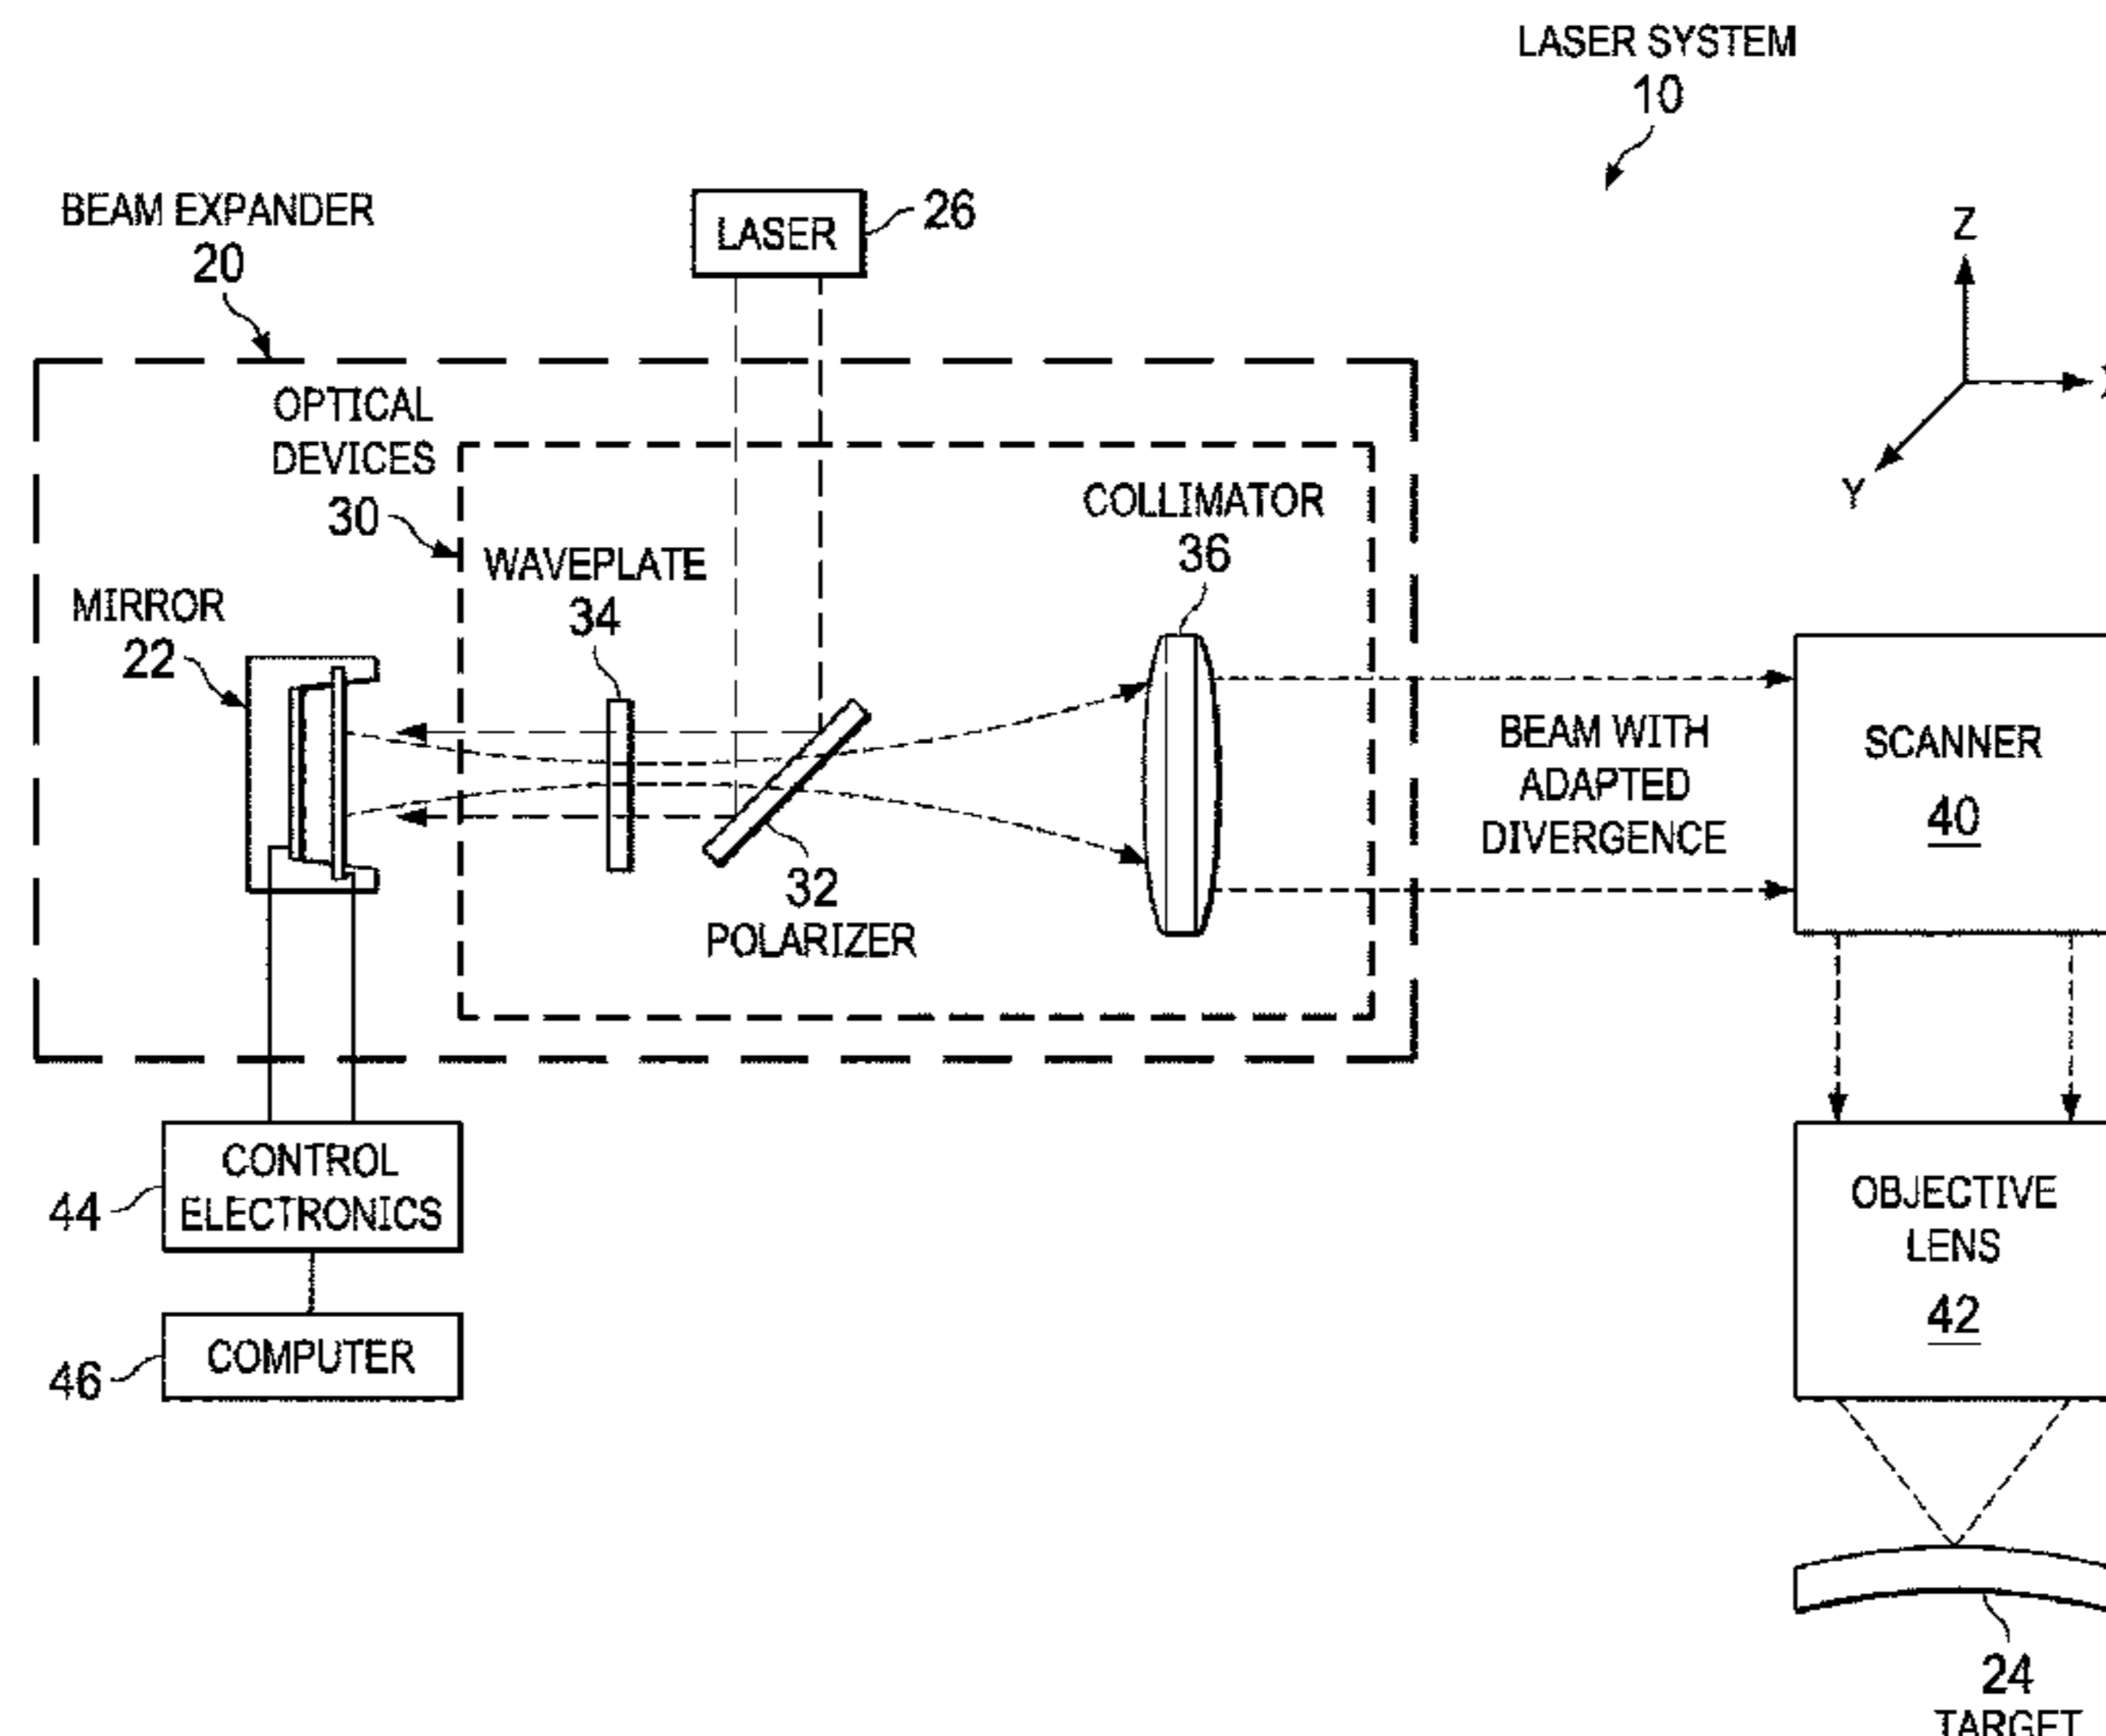 LASER SYSTEM
10
BEAM EXPANDER
20
LASER
26
Z
X
Y
OPTICAL
DEVICES
30
COLLIMATOR
36
WAVEPLATE
34
MIRROR
22
32
POLARIZER
BEAM WITH
ADAPTED
DIVERGENCE
SCANNER
40
CONTROL
ELECTRONICS
44
OBJECTIVE
LENS
42
COMPUTER
46
24
TARGET